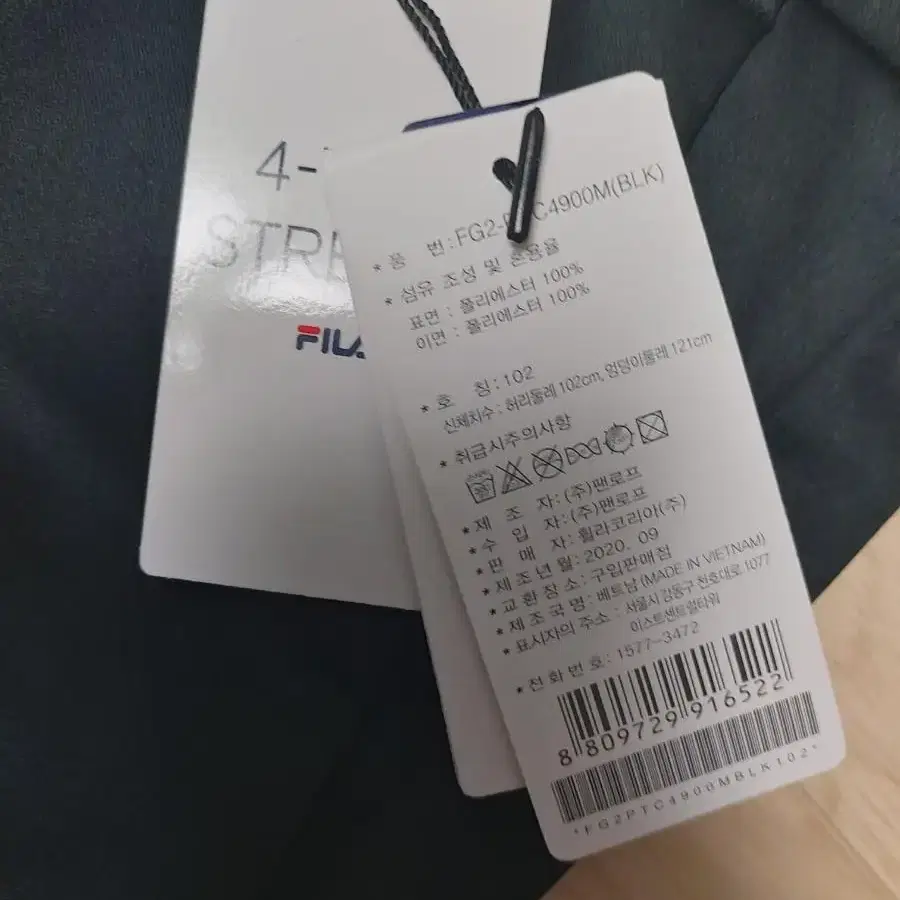 4-
STRE
FILA
* 품 번 : FG2-PTC4900M(BLK)
* 섬유 조성 및 혼용율
표면 : 폴리에스터 100%
이면 : 폴리에스터 100%
* 호 칭 : 102
신체치수 : 허리둘레 102cm, 엉덩이둘레 121cm
* 취급시주의사항
* 제 조 자 : (주)팬로프
* 수 입 자 : (주)팬로프
* 판 매 자 : 휠라코리아(주)
* 제조년월 : 2020. 09
* 교환장소 : 구입판매점
* 제조국명 : 베트남 (MADE IN VIETNAM)
* 표시자의 주소 : 서울시 강동구 천호대로 1077
이스트센트럴타워
* 전화번호 : 1577-3472
8 809729 916522
*FG2PTC4900MBLK102*